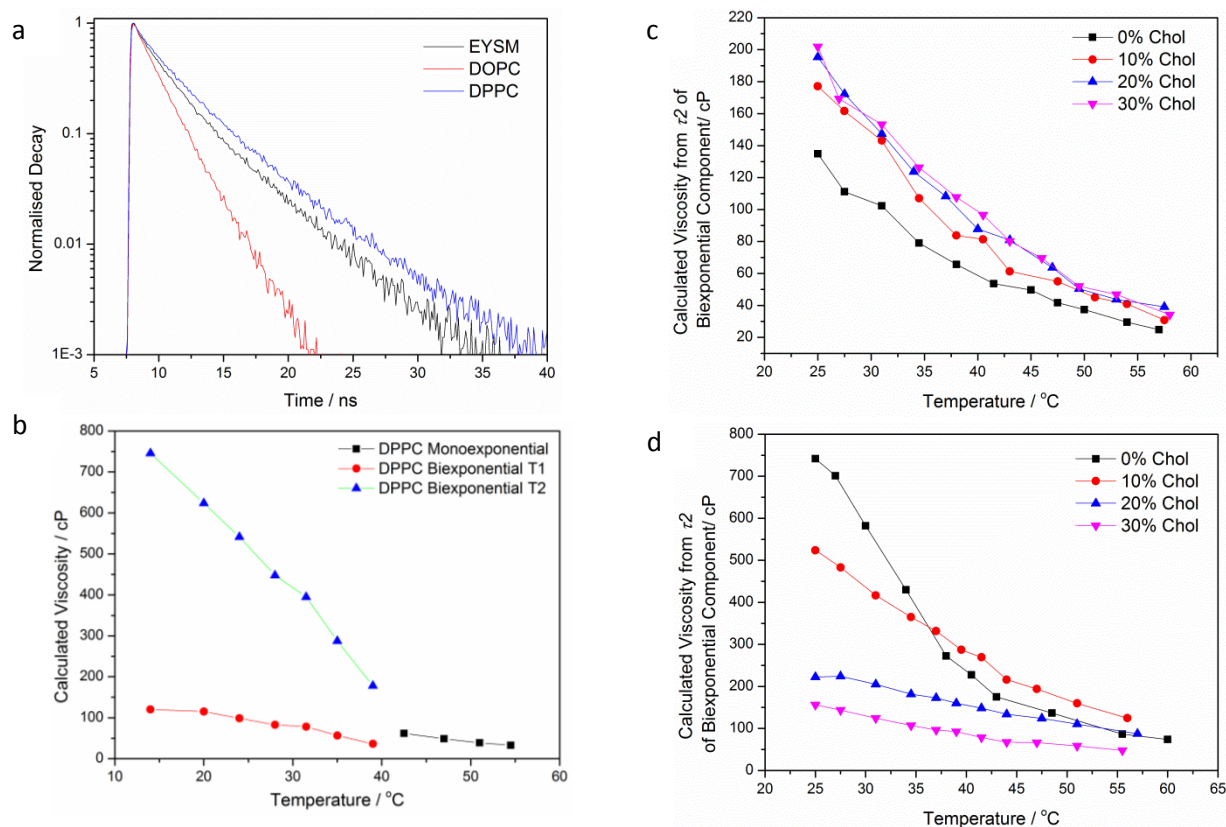 a
1
0.1
0.01
1E-3
Normalised Decay
EYSM
DOPC
DPPC
5 10 15 20 25 30 35 40
Time / ns
b
800
700
600
500
400
300
200
100
0
Calculated Viscosity / cP
DPPC Monoexponential
DPPC Biexponential T1
DPPC Biexponential T2
10 20 30 40 50 60
Temperature / °C
c
220
200
180
160
140
120
100
80
60
40
20
Calculated Viscosity from τ2 of
Biexponential Component/ cP
0% Chol
10% Chol
20% Chol
30% Chol
20 25 30 35 40 45 50 55 60
Temperature / °C
d
800
700
600
500
400
300
200
100
0
Calculated Viscosity from τ2
of Biexponential Component/ cP
0% Chol
10% Chol
20% Chol
30% Chol
20 25 30 35 40 45 50 55 60 65
Temperature / °C